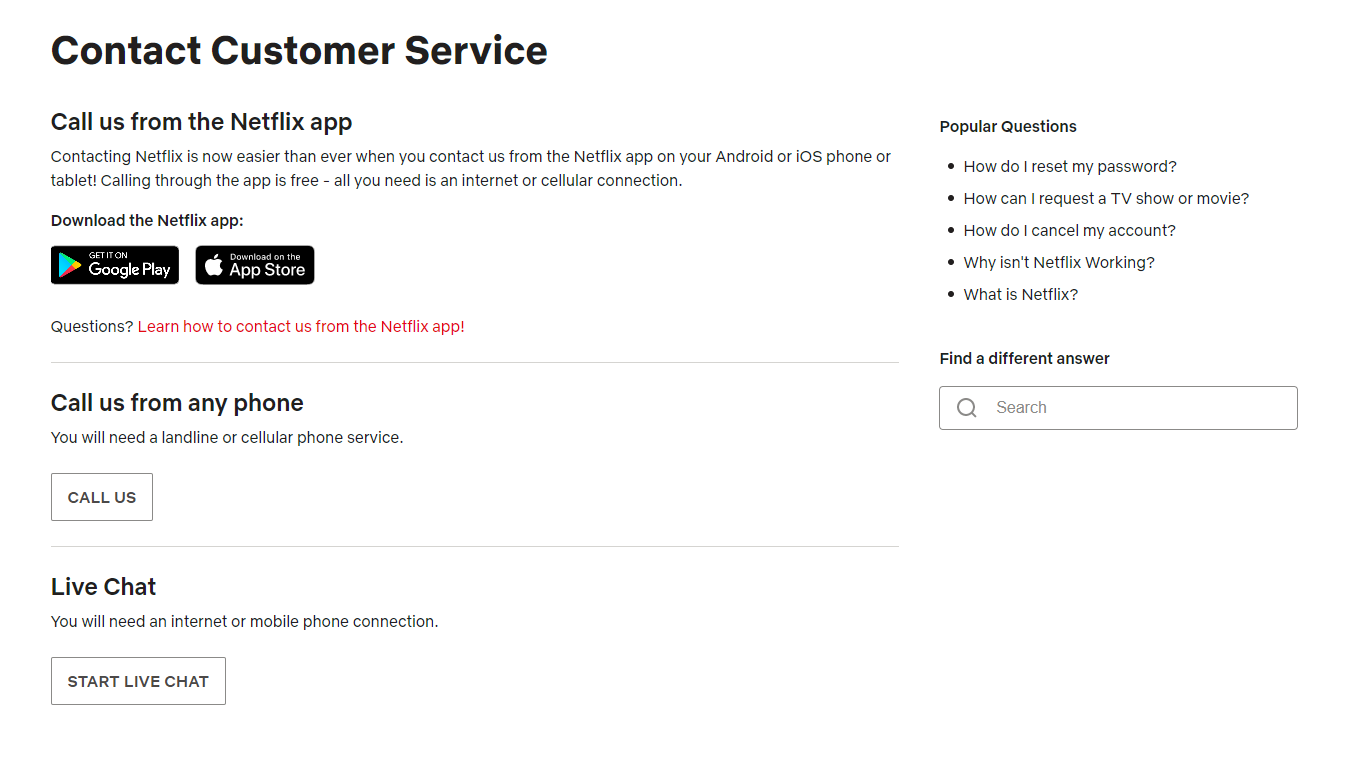 Contact Customer Service
Call us from the Netflix app
Contacting Netflix is now easier than ever when you contact us from the Netflix app on your Android or iOS phone or
tablet! Calling through the app is free - all you need is an internet or cellular connection.
Download the Netflix app:
GET IT ON
Google Play
Download on the
App Store
Questions? Learn how to contact us from the Netflix app!
Call us from any phone
You will need a landline or cellular phone service.
CALL US
Live Chat
You will need an internet or mobile phone connection.
START LIVE CHAT
Popular Questions
How do I reset my password?
How can I request a TV show or movie?
How do I cancel my account?
Why isn't Netflix Working?
What is Netflix?
Find a different answer
Search